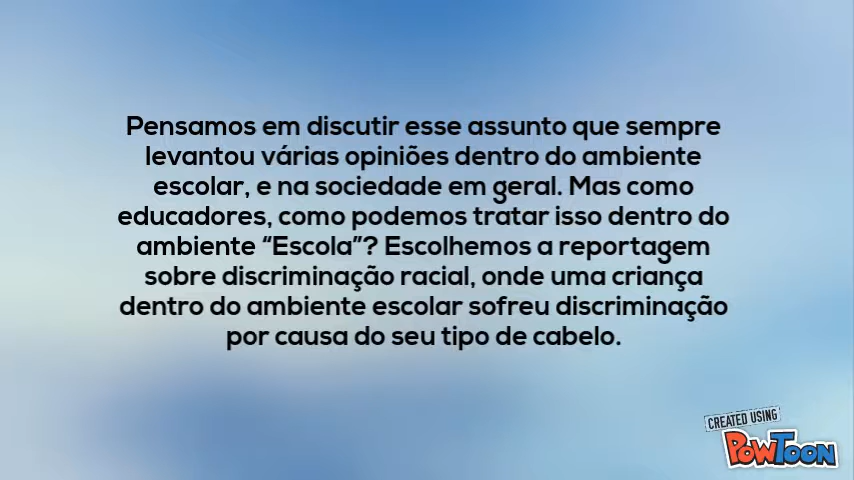 Pensamos em discutir esse assunto que sempre
levantou várias opiniões dentro do ambiente
escolar, e na sociedade em geral. Mas como
educadores, como podemos tratar isso dentro do
ambiente “Escola”? Escolhemos a reportagem
sobre discriminação racial, onde uma criança
dentro do ambiente escolar sofreu discriminação
por causa do seu tipo de cabelo.
CREATED USING
POWTOON